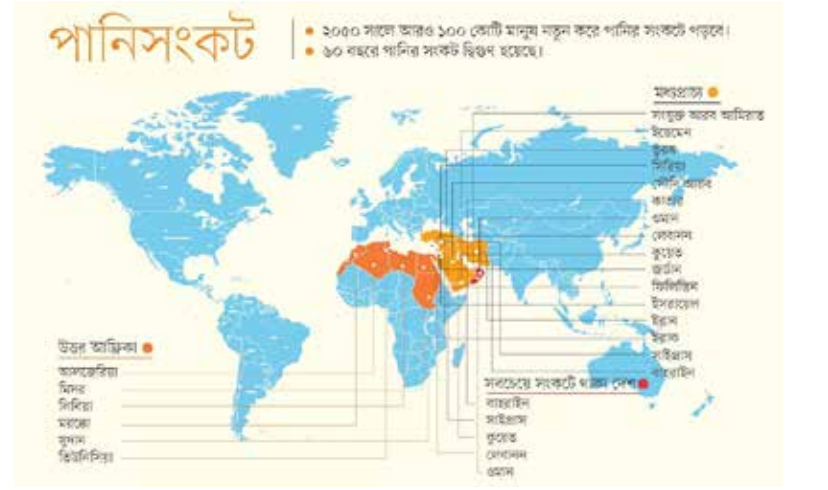 পানিসংকট
২০৫০ সালে আরও ১০০ কোটি মানুষ নতুন করে পানির সংকটে পড়বে।
৬০ বছরে পানির সংকট দ্বিগুণ হয়েছে।
মধ্যপ্রাচ্য
সংযুক্ত আরব আমিরাত
ইয়েমেন
তুরস্ক
সিরিয়া
সৌদি আরব
কাতার
ওমান
লেবানন
কুয়েত
জর্ডান
ফিলিস্তিন
ইসরায়েল
ইরান
ইরাক
সাইপ্রাস
বাহরাইন
উত্তর আফ্রিকা
আলজেরিয়া
মিসর
লিবিয়া
মরক্কো
সুদান
তিউনিসিয়া
সবচেয়ে সংকটে থাকা দেশ
বাহরাইন
সাইপ্রাস
কুয়েত
লেবানন
ওমান